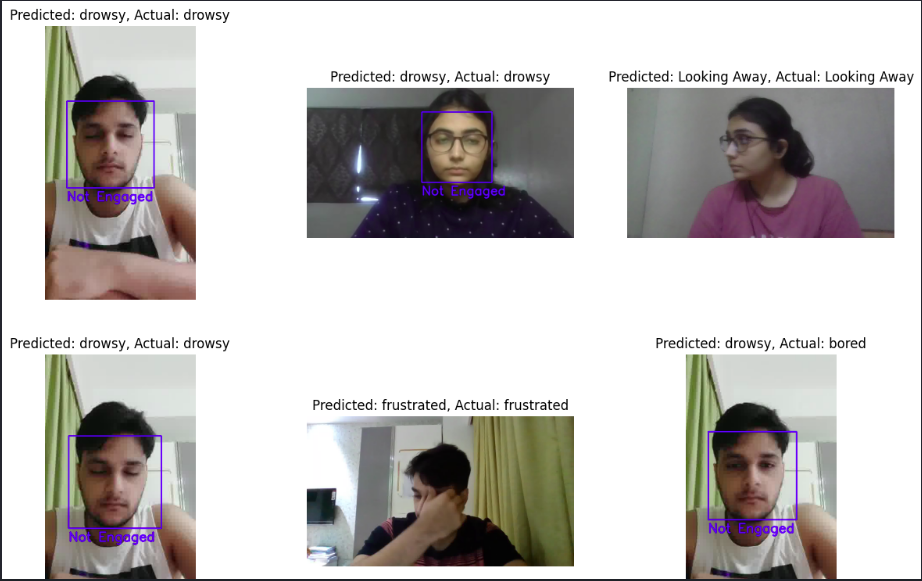 Predicted: drowsy, Actual: drowsy
Not Engaged
Predicted: drowsy, Actual: drowsy
Not Engaged
Predicted: Looking Away, Actual: Looking Away
Predicted: drowsy, Actual: drowsy
Not Engaged
Predicted: frustrated, Actual: frustrated
Predicted: drowsy, Actual: bored
Not Engaged